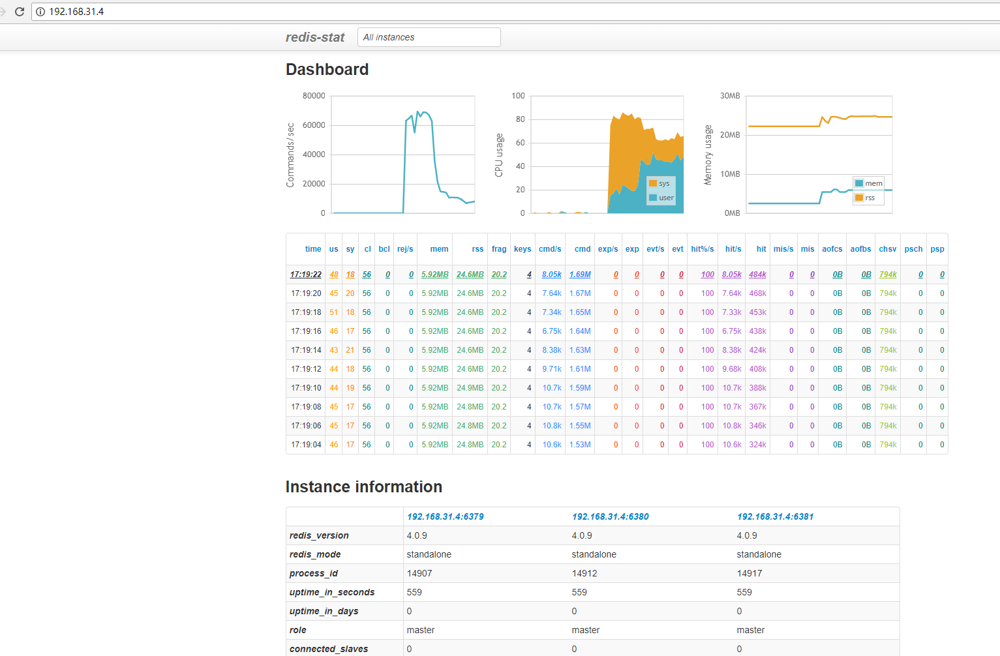 192.168.31.4
redis-stat All instances
Dashboard
80000
60000
40000
20000
0
Commands/ sec
100
80
60
40
20
0
CPU usage
sys
user
30MB
20MB
10MB
0MB
Memory usage
mem
rss
time us sy cl bcl rej/s mem rss frag keys cmd/s cmd exp/s exp evt/s evt hit%/s hit/s hit mis/s mis aofcs aofbs chsv psch psp
17:19:22 48 18 56 0 0 5.92MB 24.6MB 20.2 4 8.05k 1.69M 0 0 0 0 100 8.05k 484k 0 0 0B 0B 794k 0 0
17:19:20 45 20 56 0 0 5.92MB 24.6MB 20.2 4 7.64k 1.67M 0 0 0 0 100 7.64k 468k 0 0 0B 0B 794k 0 0
17:19:18 51 18 56 0 0 5.92MB 24.6MB 20.2 4 7.34k 1.65M 0 0 0 0 100 7.33k 453k 0 0 0B 0B 794k 0 0
17:19:16 46 17 56 0 0 5.92MB 24.6MB 20.2 4 6.75k 1.64M 0 0 0 0 100 6.75k 438k 0 0 0B 0B 794k 0 0
17:19:14 43 21 56 0 0 5.92MB 24.6MB 20.2 4 8.38k 1.63M 0 0 0 0 100 8.38k 424k 0 0 0B 0B 794k 0 0
17:19:12 44 18 56 0 0 5.92MB 24.6MB 20.2 4 9.71k 1.61M 0 0 0 0 100 9.68k 408k 0 0 0B 0B 794k 0 0
17:19:10 44 19 56 0 0 5.92MB 24.9MB 20.2 4 10.7k 1.59M 0 0 0 0 100 10.7k 388k 0 0 0B 0B 794k 0 0
17:19:08 45 17 56 0 0 5.92MB 24.8MB 20.2 4 10.7k 1.57M 0 0 0 0 100 10.7k 367k 0 0 0B 0B 794k 0 0
17:19:06 45 17 56 0 0 5.92MB 24.8MB 20.2 4 10.8k 1.55M 0 0 0 0 100 10.8k 346k 0 0 0B 0B 794k 0 0
17:19:04 46 17 56 0 0 5.92MB 24.8MB 20.2 4 10.6k 1.53M 0 0 0 0 100 10.6k 324k 0 0 0B 0B 794k 0 0
Instance information
192.168.31.4:6379 192.168.31.4:6380 192.168.31.4:6381
redis_version 4.0.9 4.0.9 4.0.9
redis_mode standalone standalone standalone
process_id 14907 14912 14917
uptime_in_seconds 559 559 559
uptime_in_days 0 0 0
role master master master
connected_slaves 0 0 0